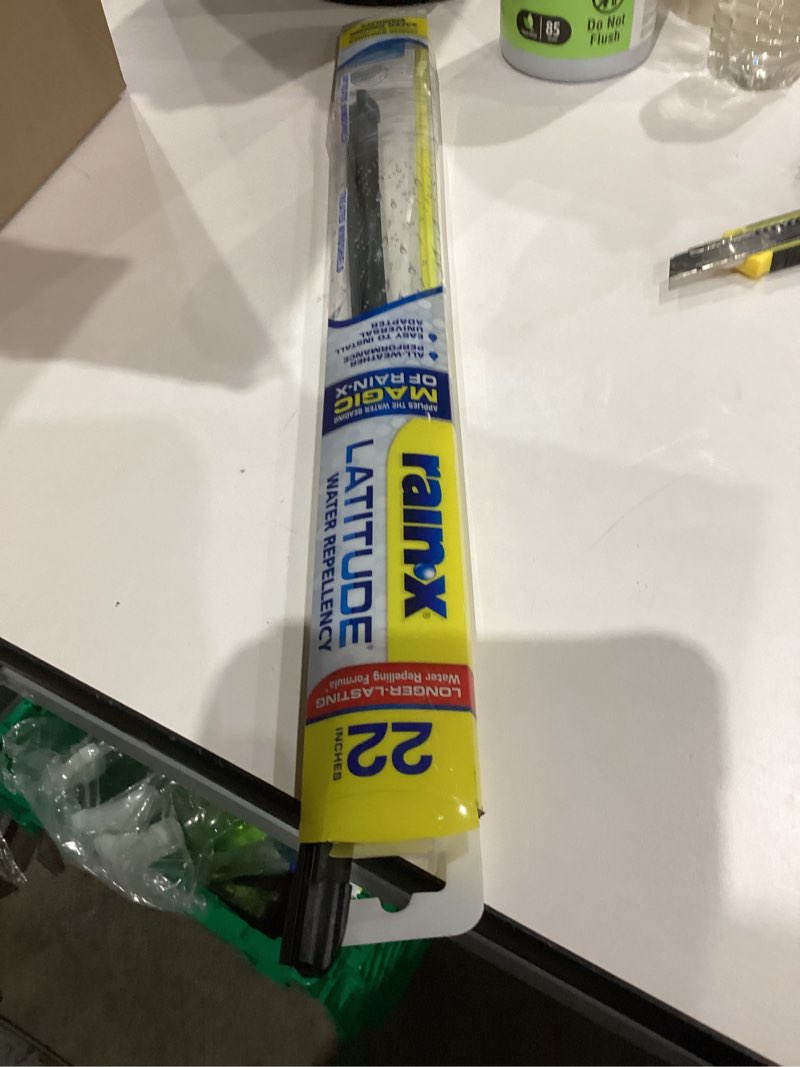 22
INCHES
LONGER-LASTING
Water Repelling Formula
rain-x®
LATITUDE®
WATER REPELLENCY
APPLIES THE WATER BEADING
MAGIC
OF RAIN-X
ALL-WEATHER
PERFORMANCE
EASY TO INSTALL
UNIVERSAL
ADAPTER
85
Do Not
Flush